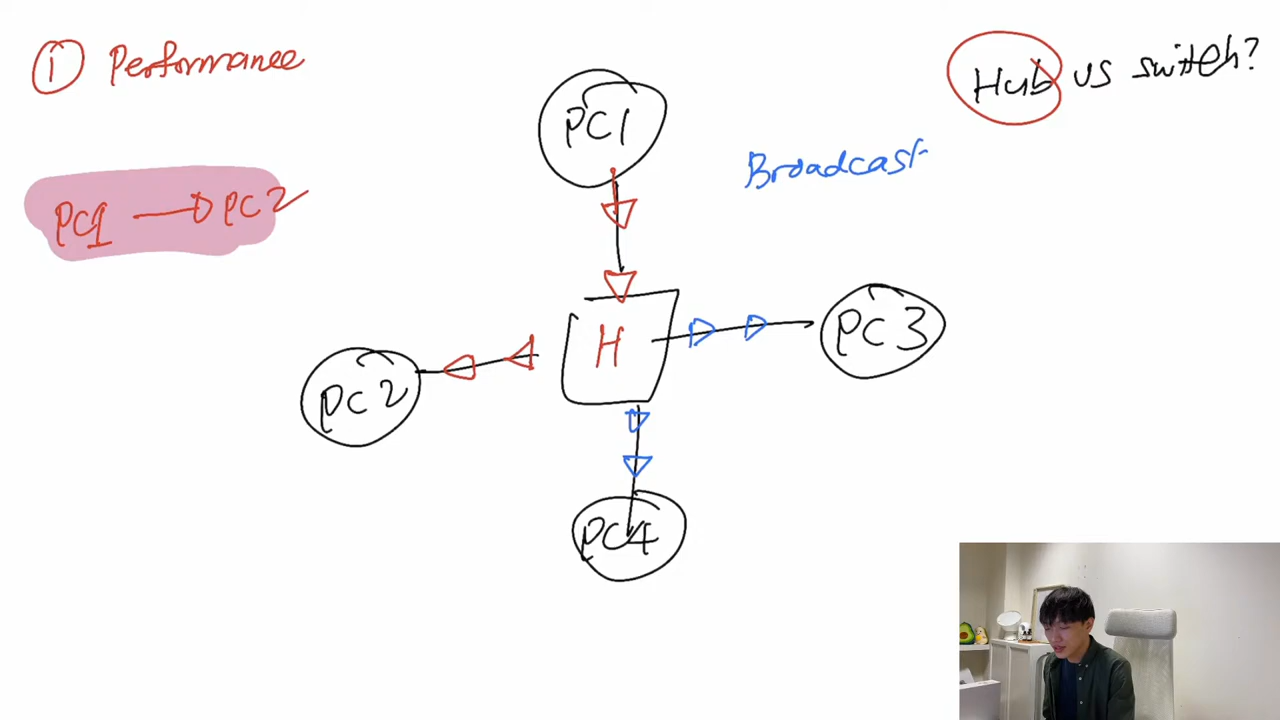 ① Performance
Hub vs switch?
PC1
Broadcast
PC1 → PC2
H
PC3
PC2
PC4